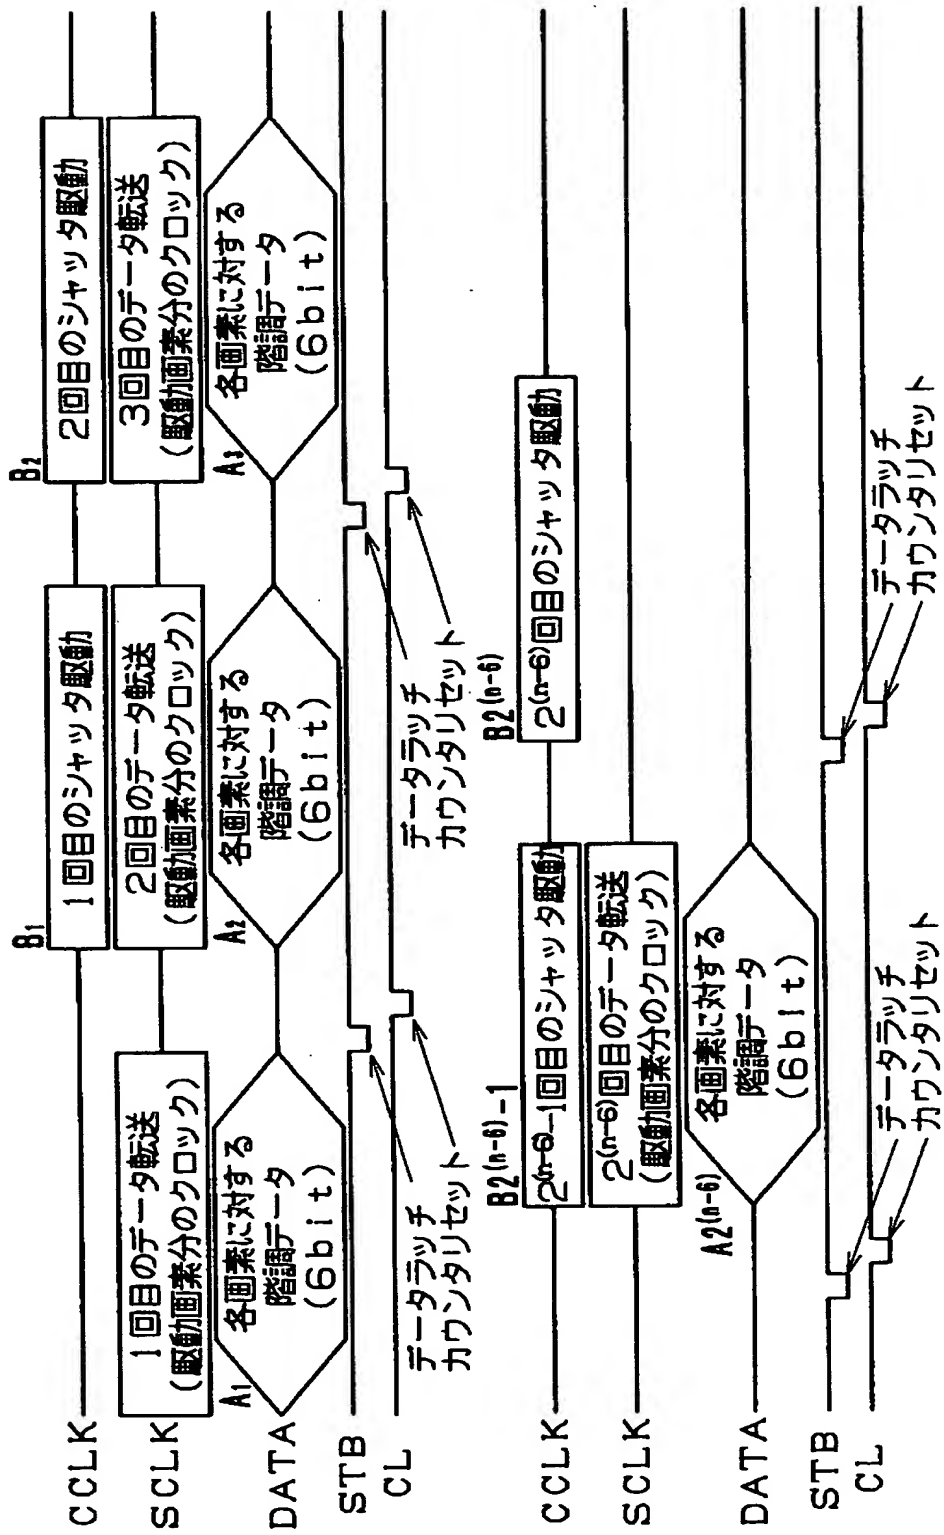 CCLK
B1
1回目のシャッタ駆動
B2
2回目のシャッタ駆動
SCLK
1回目のデータ転送
(駆動画素分のクロック)
2回目のデータ転送
(駆動画素分のクロック)
3回目のデータ転送
(駆動画素分のクロック)
DATA
A1
各画素に対する
階調データ
(6bit)
A2
各画素に対する
階調データ
(6bit)
A3
各画素に対する
階調データ
(6bit)
STB
CL
データラッチ
カウンタリセット
データラッチ
カウンタリセット
CCLK
B2(n-6)-1
2(n-6)-1回目のシャッタ駆動
B2(n-6)
2(n-6)回目のシャッタ駆動
SCLK
2(n-6)回目のデータ転送
(駆動画素分のクロック)
DATA
A2(n-6)
各画素に対する
階調データ
(6bit)
STB
CL
データラッチ
カウンタリセット
データラッチ
カウンタリセット